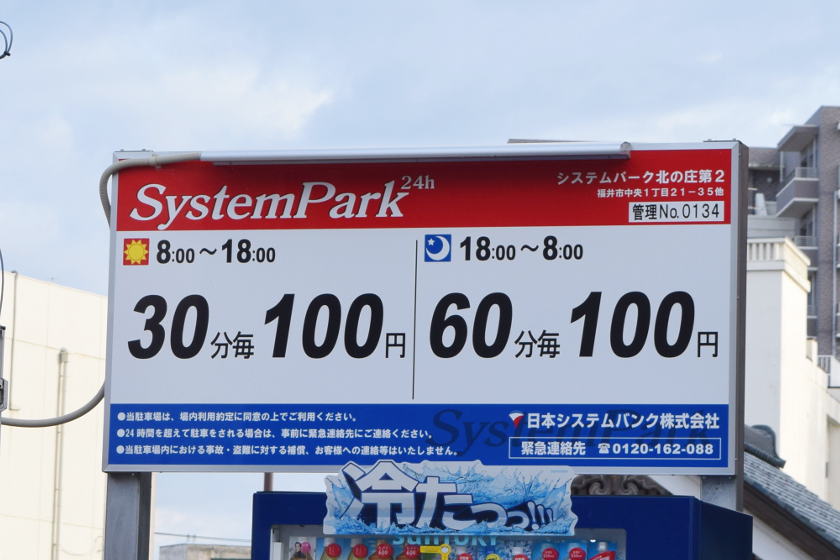 SystemPark 24h
システムパーク北の庄第2
福井市中央1丁目21-35他
管理No.0134
8:00～18:00
30分毎 100円
18:00～8:00
60分毎 100円
●当駐車場は、場内利用約定に同意の上でご利用ください。
●24時間を超えて駐車をされる場合は、事前に緊急連絡先にご連絡ください。
●当駐車場内における事故・盗難に対する補償、お客様への連絡等はいたしません。
日本システムバンク株式会社
緊急連絡先 ☎0120-162-088
冷たーっっ!!!
SUNTORY